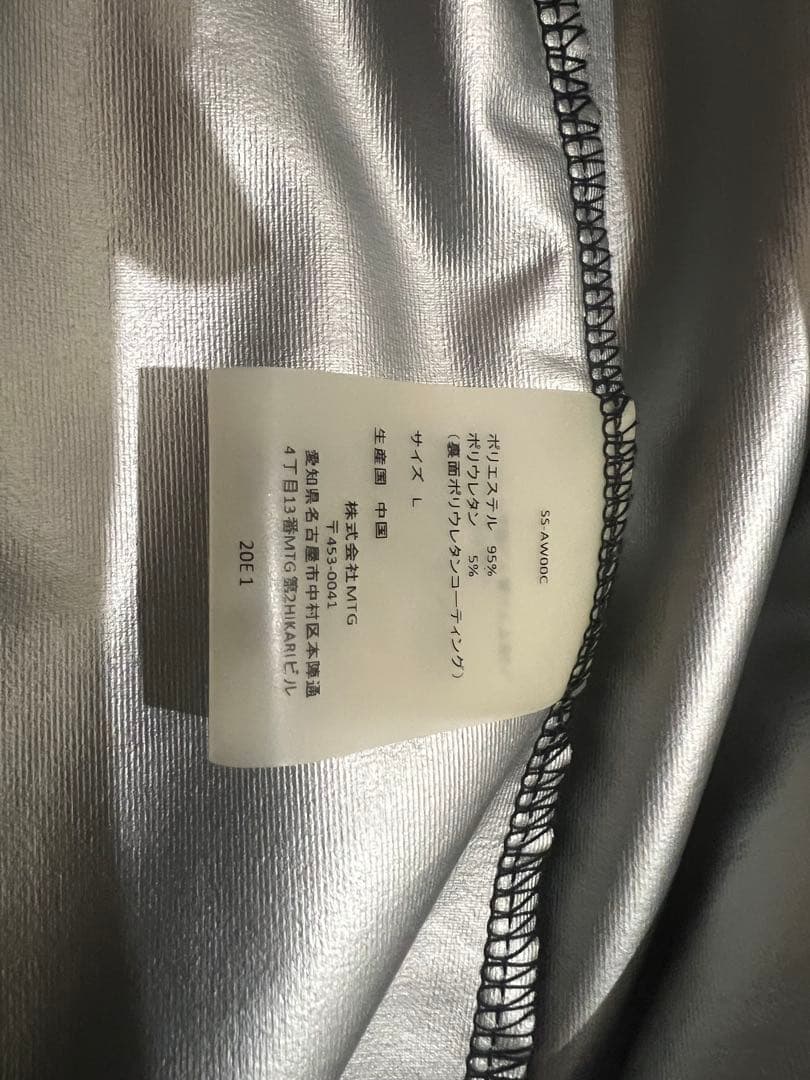 SS-AW00C
ポリエステル 95%
ポリウレタン 5%
(裏面ポリウレタンコーティング)
サイズ L
生産国 中国
株式会社MTG
〒453-0041
愛知県名古屋市中村区本陣通
4丁目13番MTG 第2HIKARIビル
20E1